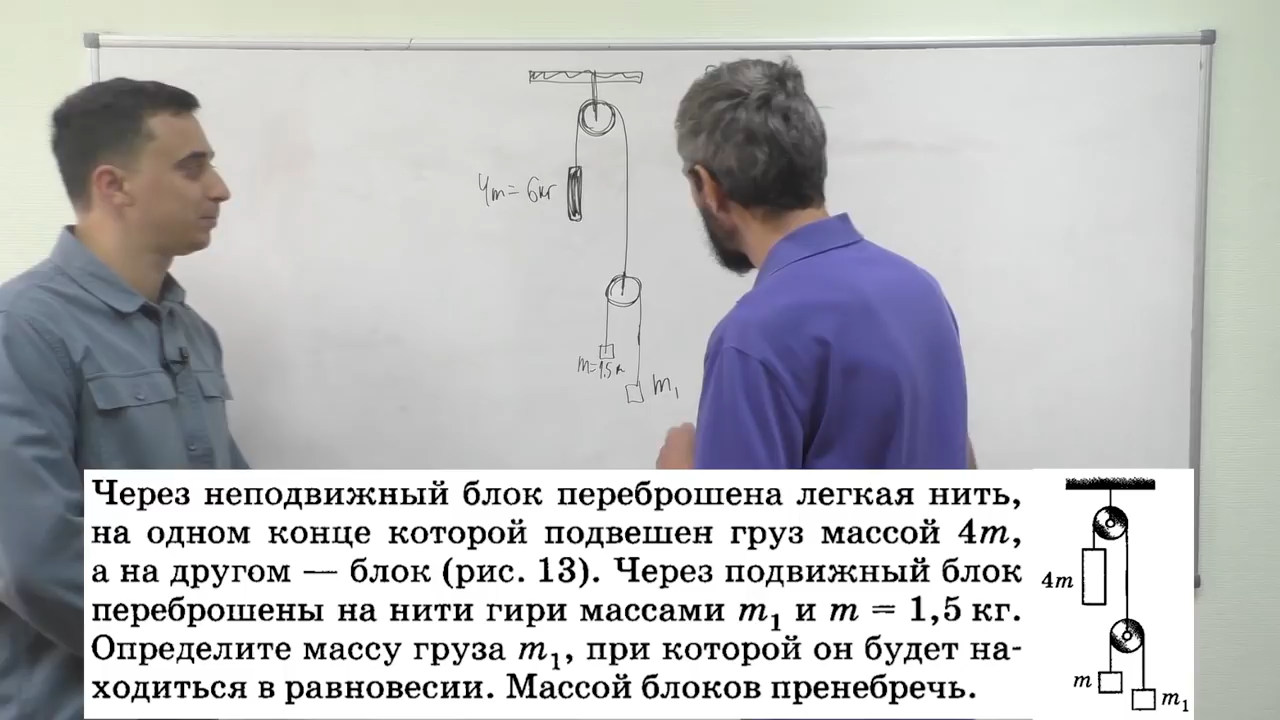 4m = 6кг
m=1,5к
m₁
Через неподвижный блок переброшена легкая нить,
на одном конце которой подвешен груз массой 4m,
а на другом — блок (рис. 13). Через подвижный блок
переброшены на нити гири массами m₁ и m = 1,5 кг.
Определите массу груза m₁, при которой он будет на-
ходиться в равновесии. Массой блоков пренебречь.
4m
m
m₁